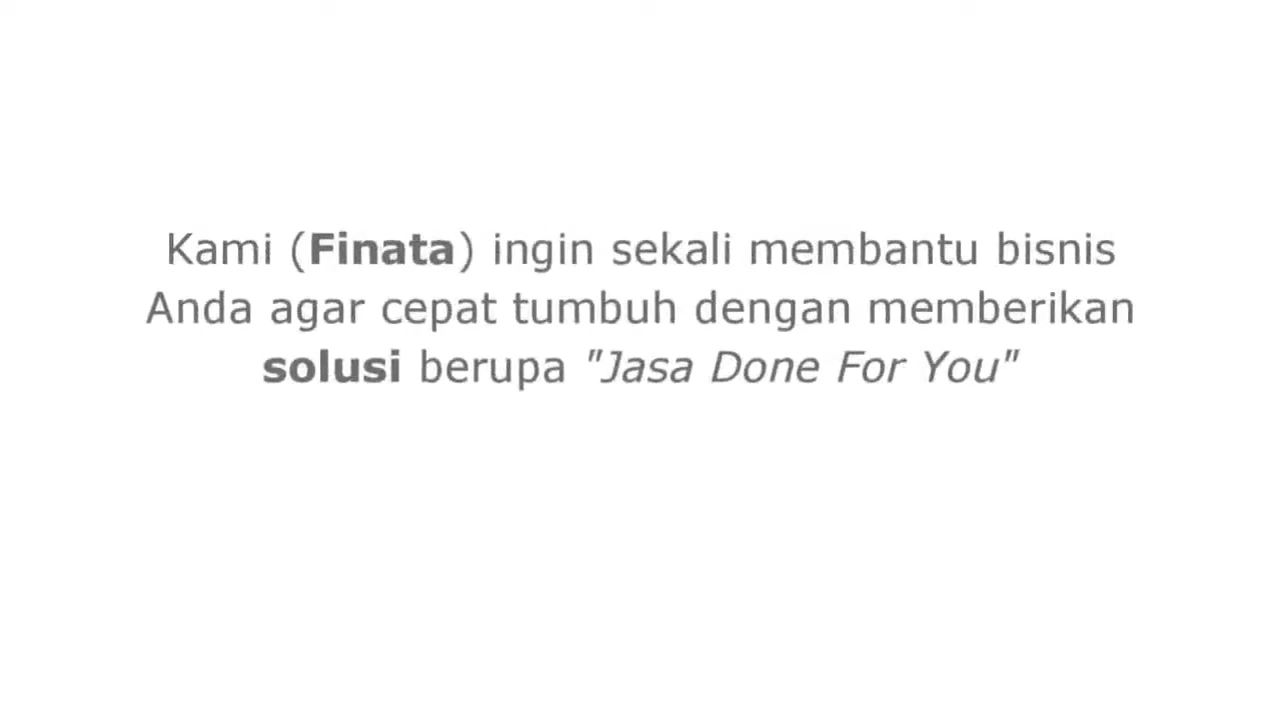 Kami (Finata) ingin sekali membantu bisnis
Anda agar cepat tumbuh dengan memberikan
solusi berupa "Jasa Done For You"